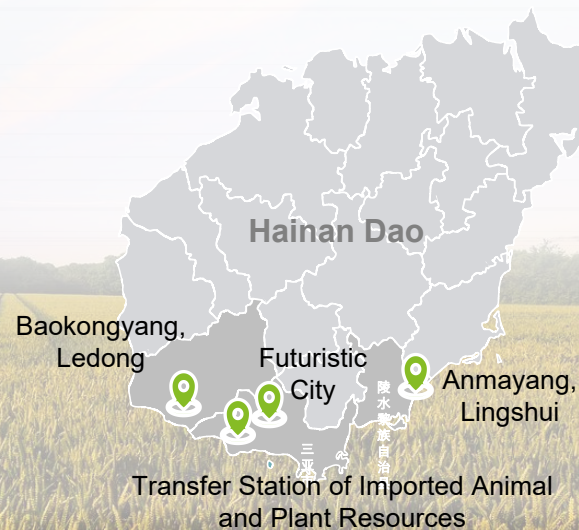 Hainan Dao
Baokongyang,
Ledong
Futuristic
City
Anmayang,
Lingshui
陵水黎族自治
三亚
Transfer Station of Imported Animal
and Plant Resources